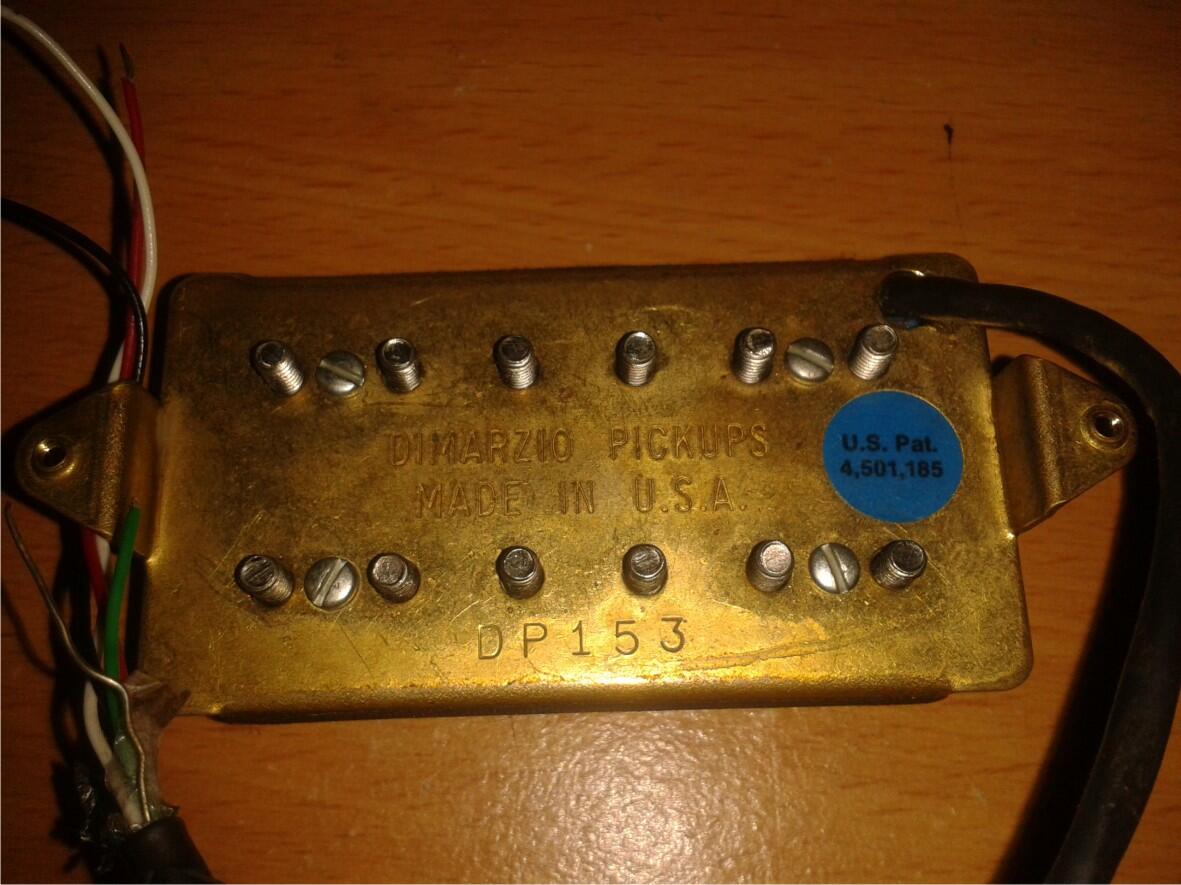 DIMARZIO PICKUPS
MADE IN U.S.A.
U.S. Pat.
4,501,185
DP153